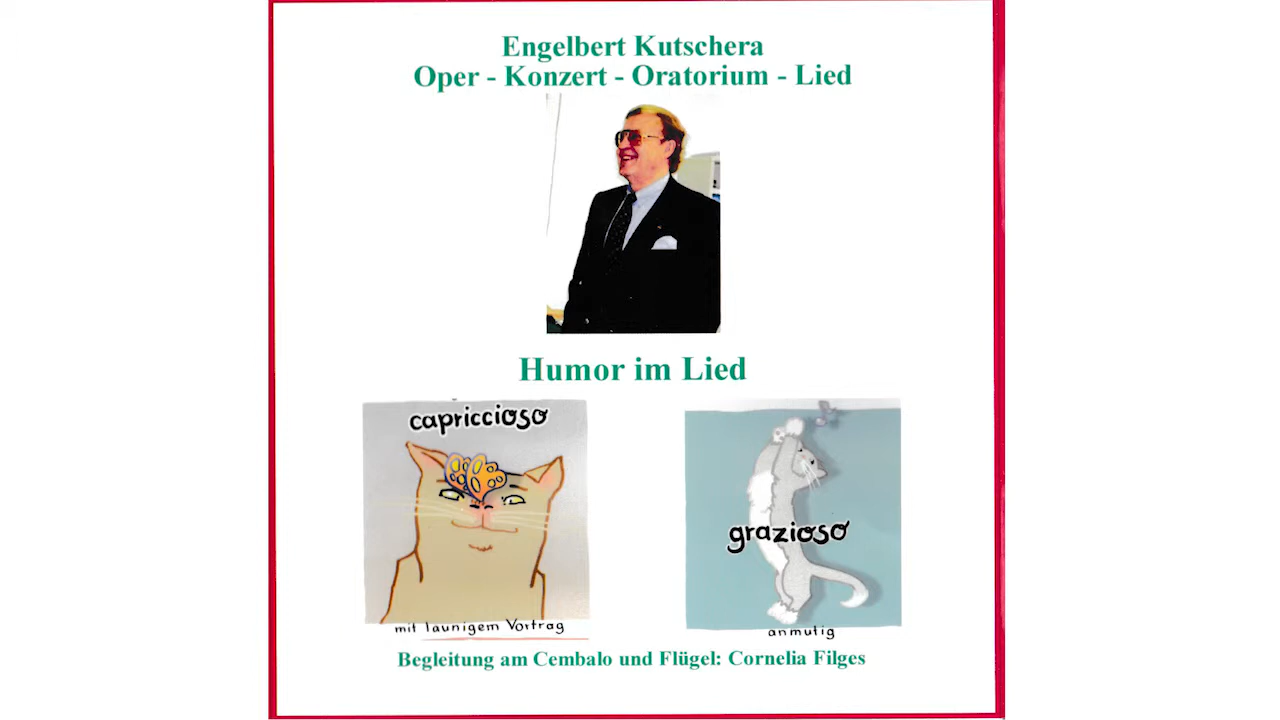 Engelbert Kutschera
Oper - Konzert - Oratorium - Lied
Humor im Lied
capriccioso
grazioso
mit launigem Vortrag
anmutig
Begleitung am Cembalo und Flügel: Cornelia Filges